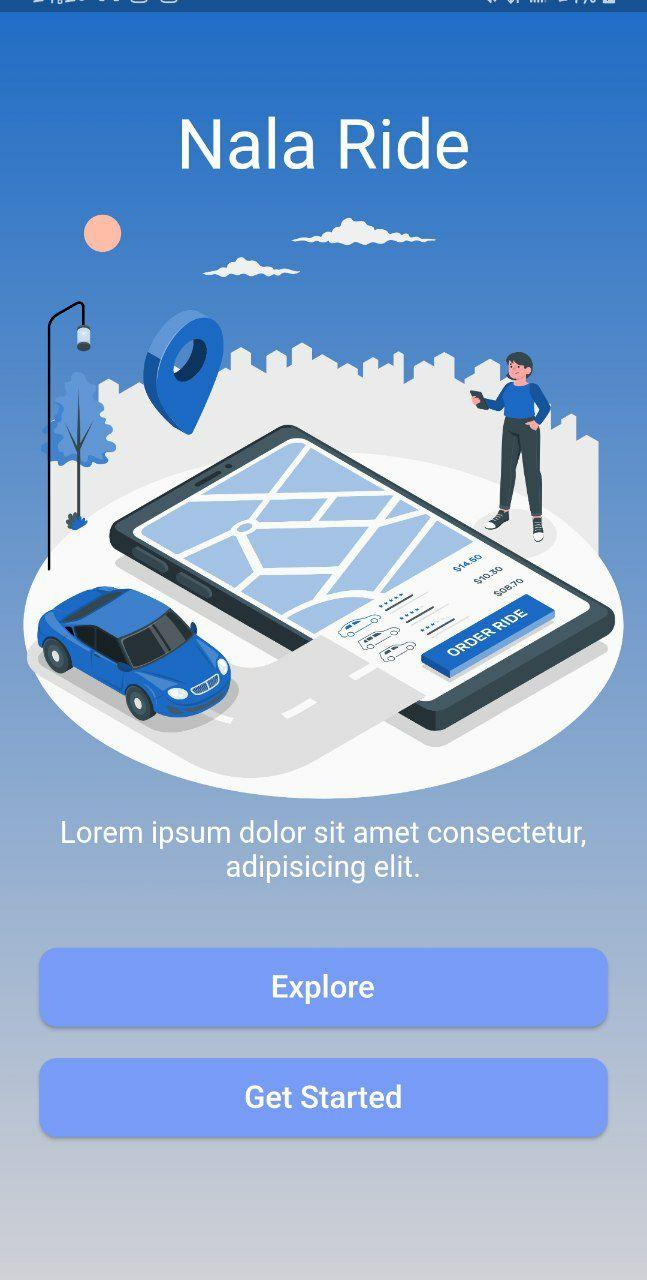 Nala Ride
$14.50
$10.30
$08.70
ORDER RIDE
Lorem ipsum dolor sit amet consectetur,
adipisicing elit.
Explore
Get Started